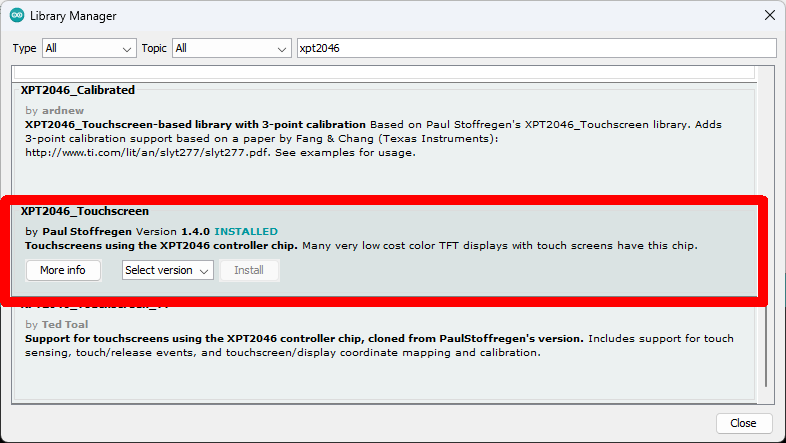 Library Manager
Type All Topic All xpt2046
XPT2046_Calibrated
by ardnew
XPT2046_Touchscreen-based library with 3-point calibration Based on Paul Stoffregen's XPT2046_Touchscreen library. Adds
3-point calibration support based on a paper by Fang & Chang (Texas Instruments):
http://www.ti.com/lit/an/slyt277/slyt277.pdf. See examples for usage.
XPT2046_Touchscreen
by Paul Stoffregen Version 1.4.0 INSTALLED
Touchscreens using the XPT2046 controller chip. Many very low cost color TFT displays with touch screens have this chip.
More info Select version Install
by Ted Toal
Support for touchscreens using the XPT2046 controller chip, cloned from PaulStoffregen's version. Includes support for touch
sensing, touch/release events, and touchscreen/display coordinate mapping and calibration.
Close